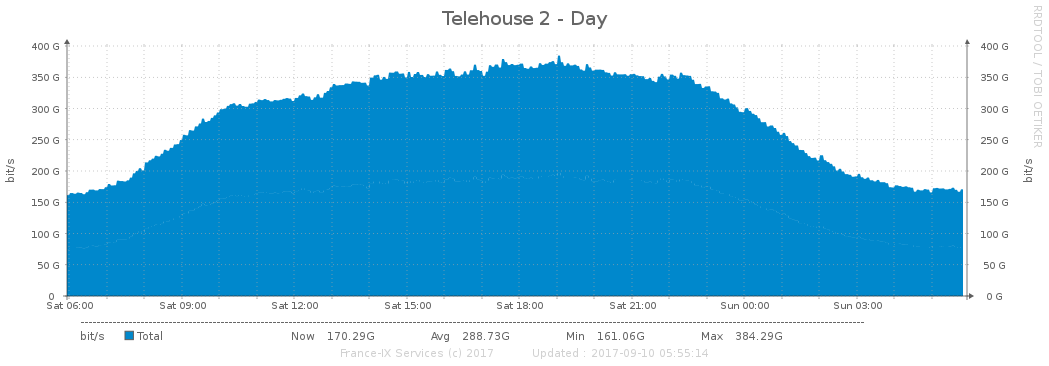 Telehouse 2 - Day
RRDTOOL / TOBI OETIKER
bit/s
bit/s
400 G 400 G
350 G 350 G
300 G 300 G
250 G 250 G
200 G 200 G
150 G 150 G
100 G 100 G
50 G 50 G
0 0 G
Sat 06:00 Sat 09:00 Sat 12:00 Sat 15:00 Sat 18:00 Sat 21:00 Sun 00:00 Sun 03:00
bit/s Total Now 170.29G Avg 288.73G Min 161.06G Max 384.29G
France-IX Services (c) 2017 Updated : 2017-09-10 05:55:14